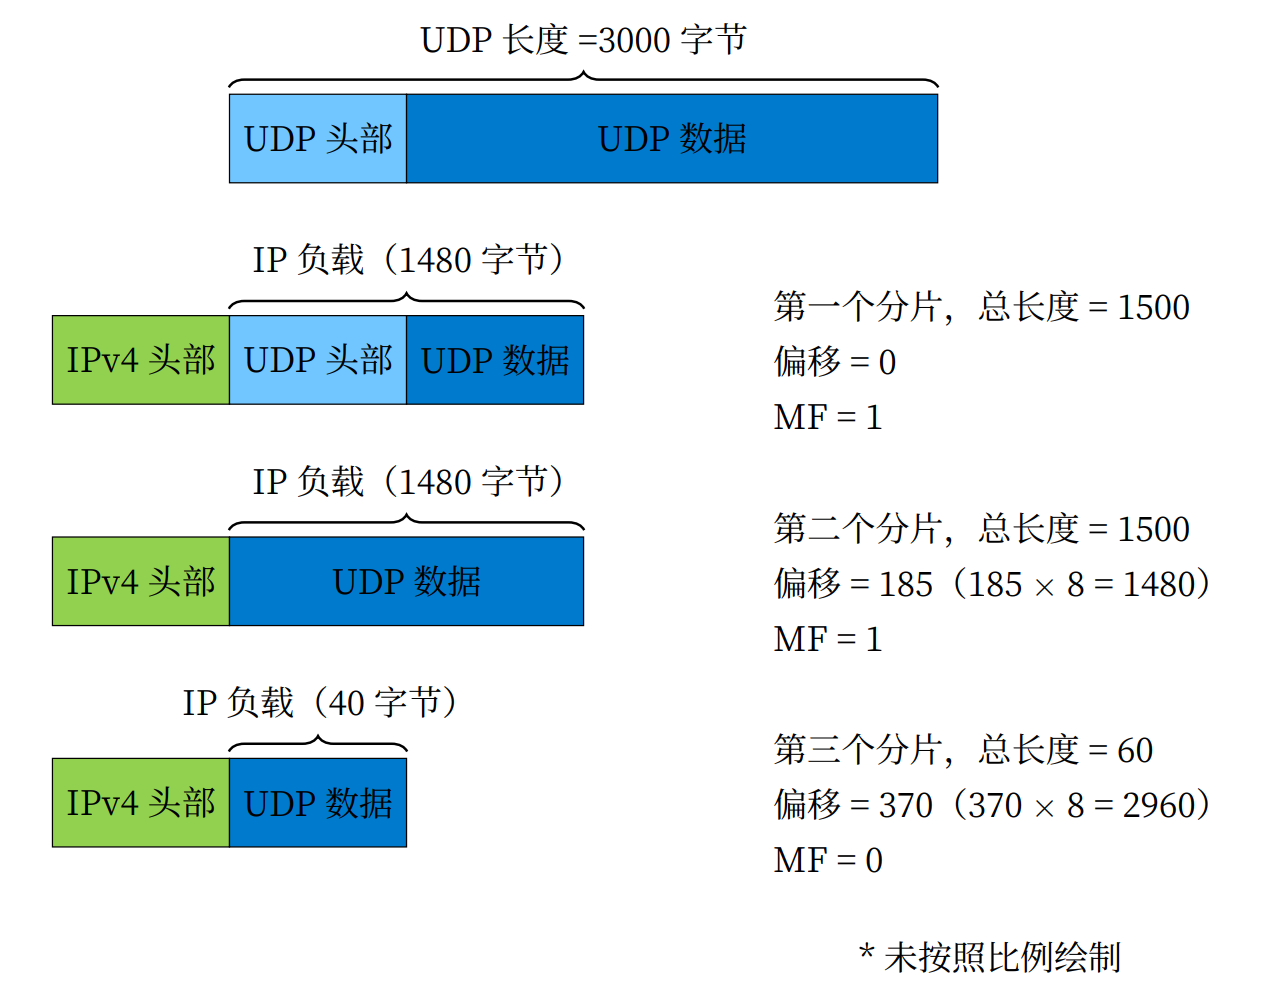 UDP 长度 =3000 字节
UDP 头部
UDP 数据
IP 负载（1480 字节）
IPv4 头部
UDP 头部
UDP 数据
第一个分片，总长度 = 1500
偏移 = 0
MF = 1
IP 负载（1480 字节）
IPv4 头部
UDP 数据
第二个分片，总长度 = 1500
偏移 = 185（185 × 8 = 1480）
MF = 1
IP 负载（40 字节）
IPv4 头部
UDP 数据
第三个分片，总长度 = 60
偏移 = 370（370 × 8 = 2960）
MF = 0
* 未按照比例绘制